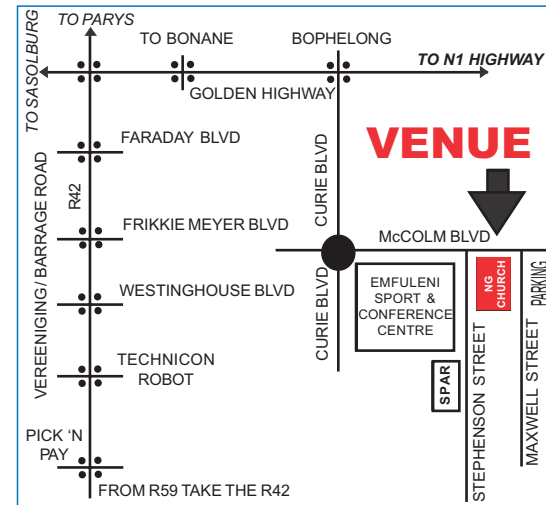 TO PARYS
TO SASOLBURG
TO BONANE
BOPHELONG
TO N1 HIGHWAY
GOLDEN HIGHWAY
FARADAY BLVD
VEREENIGING/ BARRAGE ROAD
R42
CURIE BLVD
VENUE
FRIKKIE MEYER BLVD
McCOLM BLVD
WESTINGHOUSE BLVD
CURIE BLVD
EMFULENI
SPORT &
CONFERENCE
CENTRE
NG
CHURCH
PARKING
TECHNICON
ROBOT
SPAR
STEPHENSON STREET
MAXWELL STREET
PICK ‘N
PAY
FROM R59 TAKE THE R42